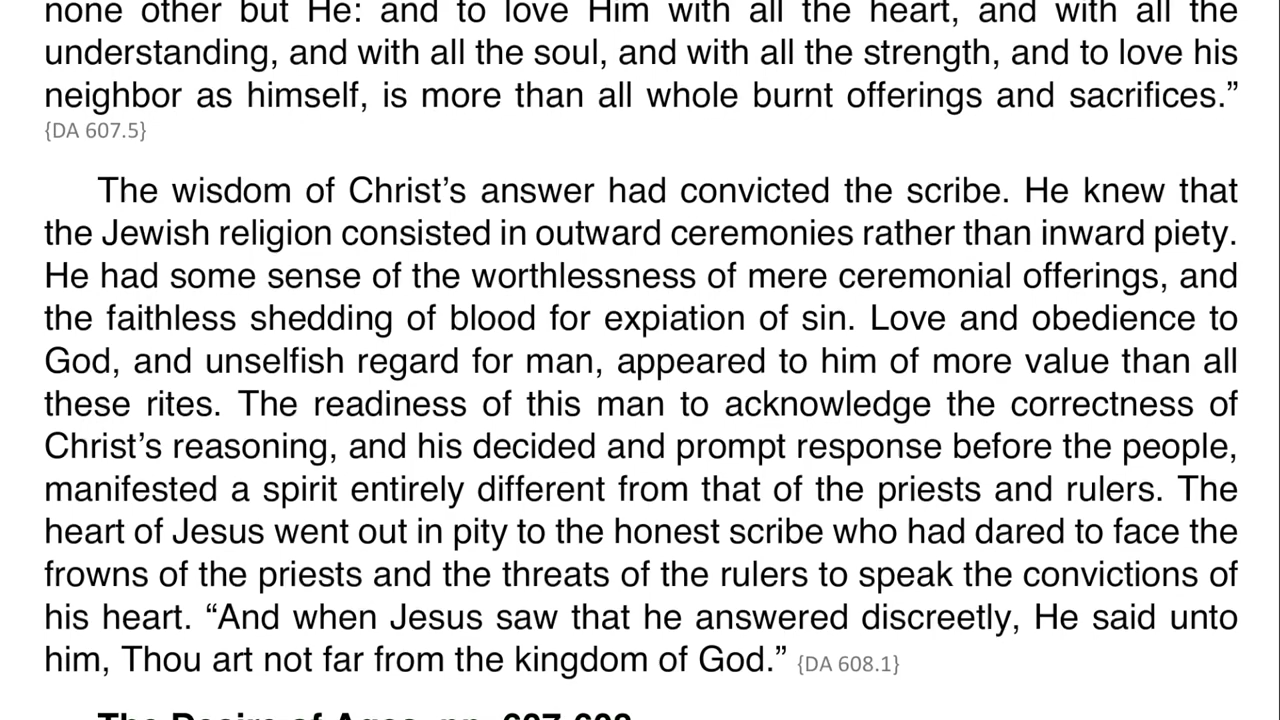 none other but He: and to love Him with all the heart, and with all the
understanding, and with all the soul, and with all the strength, and to love his
neighbor as himself, is more than all whole burnt offerings and sacrifices.”
{DA 607.5}
The wisdom of Christ’s answer had convicted the scribe. He knew that
the Jewish religion consisted in outward ceremonies rather than inward piety.
He had some sense of the worthlessness of mere ceremonial offerings, and
the faithless shedding of blood for expiation of sin. Love and obedience to
God, and unselfish regard for man, appeared to him of more value than all
these rites. The readiness of this man to acknowledge the correctness of
Christ’s reasoning, and his decided and prompt response before the people,
manifested a spirit entirely different from that of the priests and rulers. The
heart of Jesus went out in pity to the honest scribe who had dared to face the
frowns of the priests and the threats of the rulers to speak the convictions of
his heart. “And when Jesus saw that he answered discreetly, He said unto
him, Thou art not far from the kingdom of God.” {DA 608.1}
The Desire of Ages, pp. 607-608